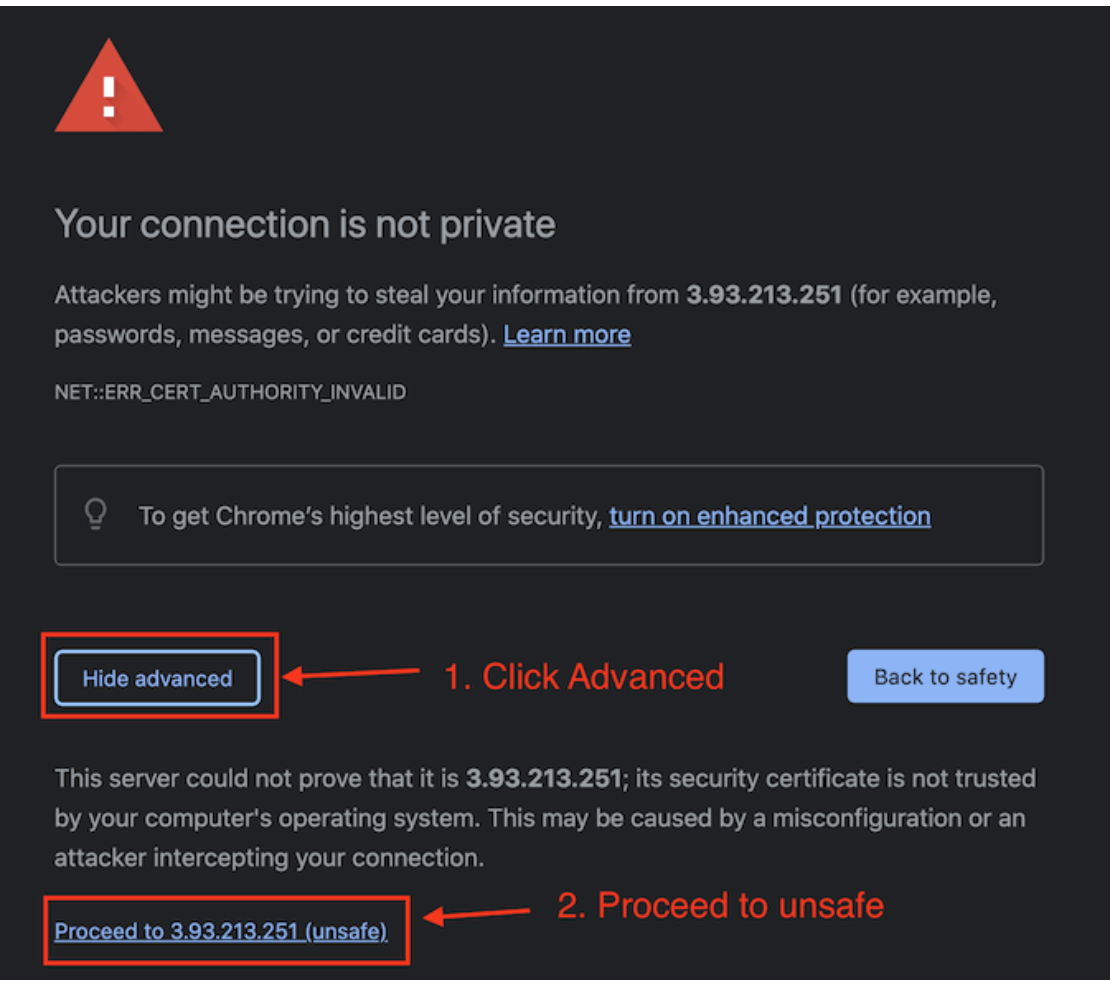 Your connection is not private
Attackers might be trying to steal your information from 3.93.213.251 (for example,
passwords, messages, or credit cards). Learn more
NET::ERR_CERT_AUTHORITY_INVALID
To get Chrome’s highest level of security, turn on enhanced protection
Hide advanced
1. Click Advanced
Back to safety
This server could not prove that it is 3.93.213.251; its security certificate is not trusted
by your computer's operating system. This may be caused by a misconfiguration or an
attacker intercepting your connection.
Proceed to 3.93.213.251 (unsafe)
2. Proceed to unsafe